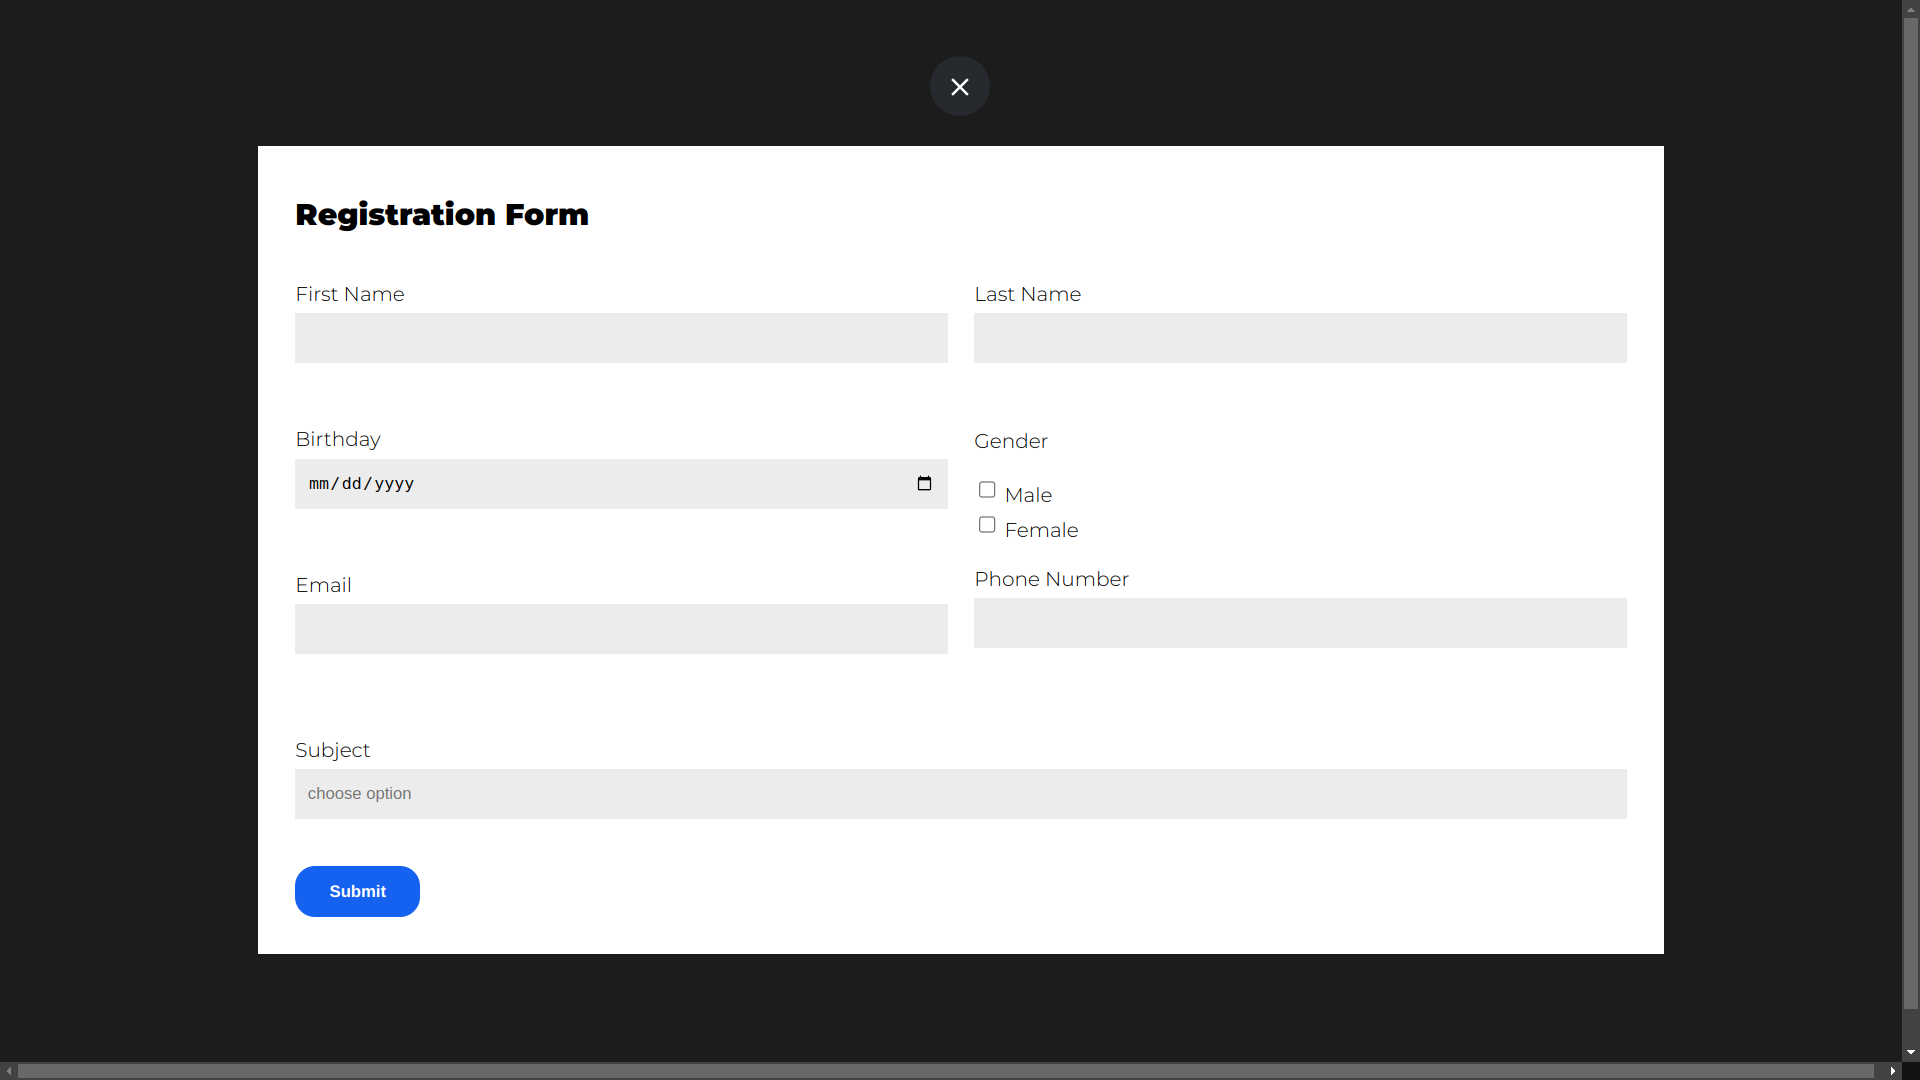 Registration Form
First Name
Last Name
Birthday
mm/dd/yyyy
Gender
Male
Female
Email
Phone Number
Subject
choose option
Submit